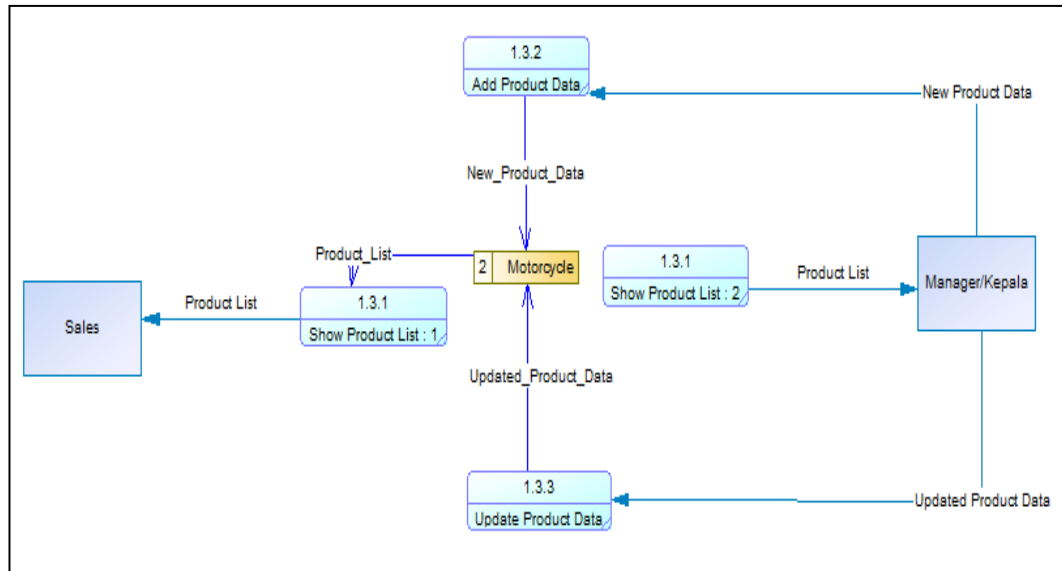 1.3.2
Add Product Data
New Product Data
New_Product_Data
Product_List
2 Motorcycle
1.3.1
Show Product List : 2
Product List
Manager/Kepala
Sales
Product List
1.3.1
Show Product List : 1
Updated_Product_Data
1.3.3
Update Product Data
Updated Product Data